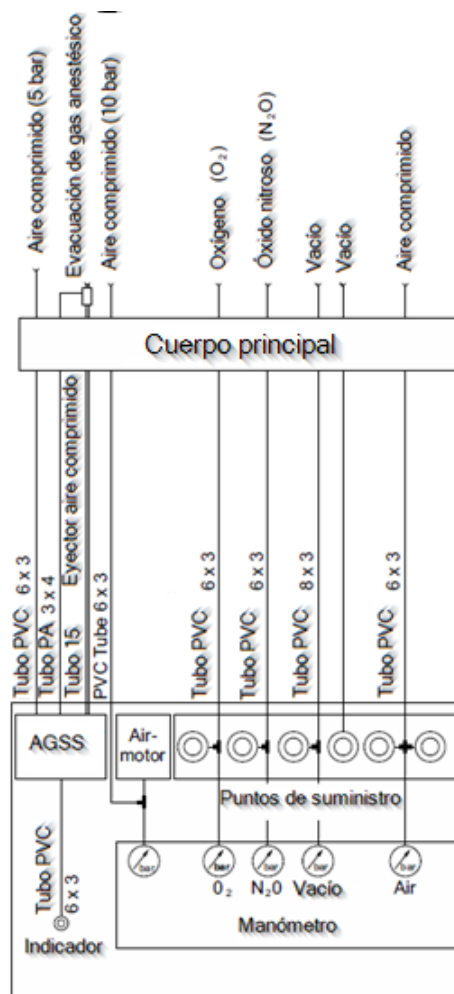 Aire comprimido (5 bar)
Evacuación de gas anestésico
Aire comprimido (10 bar)
Oxígeno (O₂)
Óxido nitroso (N₂O)
Vacío
Vacío
Aire comprimido
Cuerpo principal
Tubo PVC 6 x 3
Tubo PA 3 x 4
Tubo 15
Eyector aire comprimido
PVC Tube 6 x 3
Tubo PVC 6 x 3
Tubo PVC 6 x 3
Tubo PVC 8 x 3
Tubo PVC 6 x 3
AGSS
Air-
motor
Puntos de suministro
Tubo PVC
6 x 3
Indicador
bar
bar
bar
bar
bar
O₂
N₂O
Vacío
Air
Manómetro